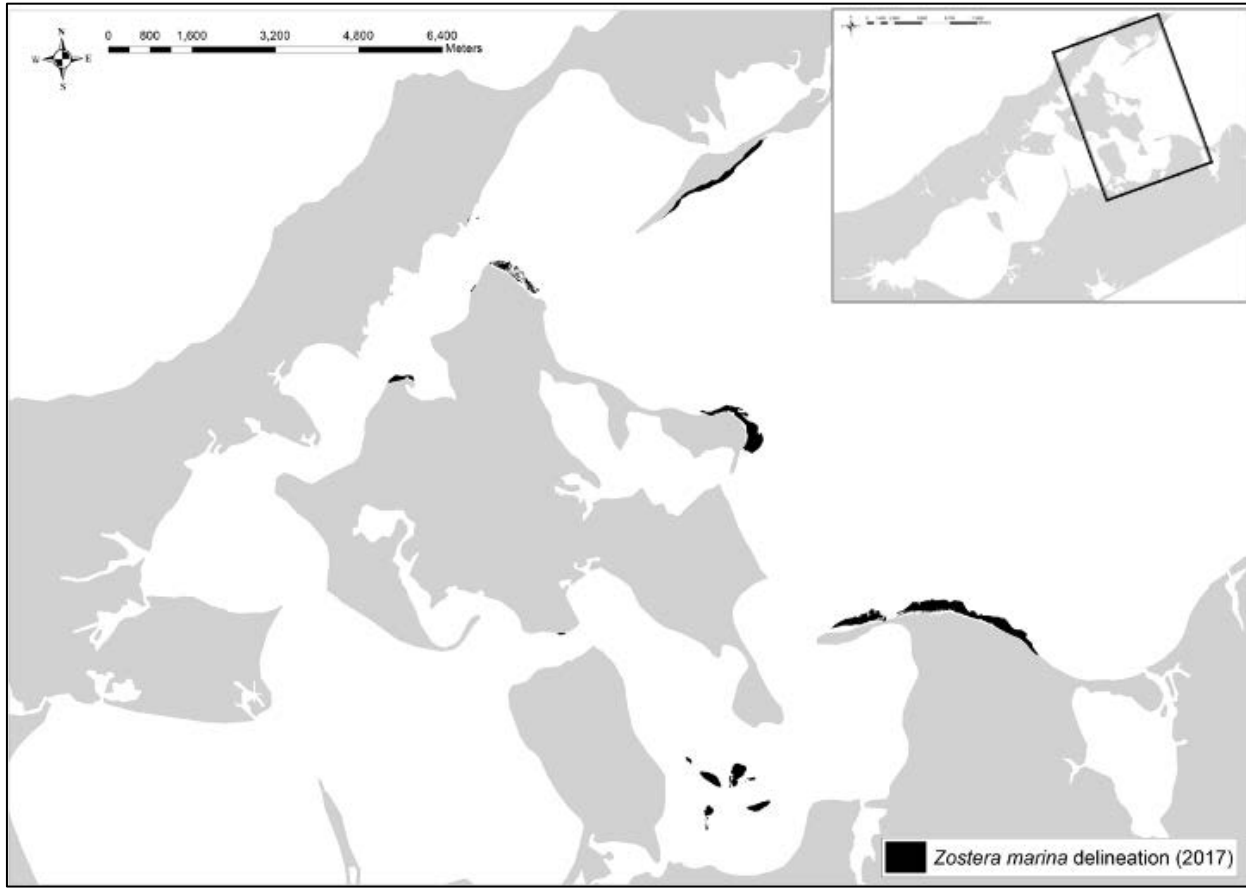 N
W E
S
0 800 1,600 3,200 4,800 6,400
Meters
Zostera marina delineation (2017)